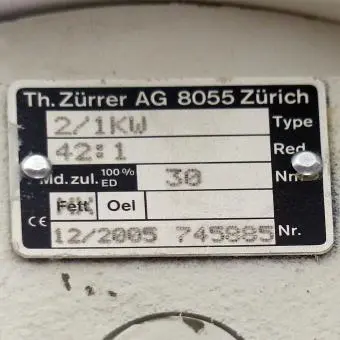 Th. Zürrer AG 8055 Zürich
2/1KW Type
42:1 Red.
Md.zul. 100% ED 30 Nm
Fett Oel
CE 12/2005 745885 Nr.